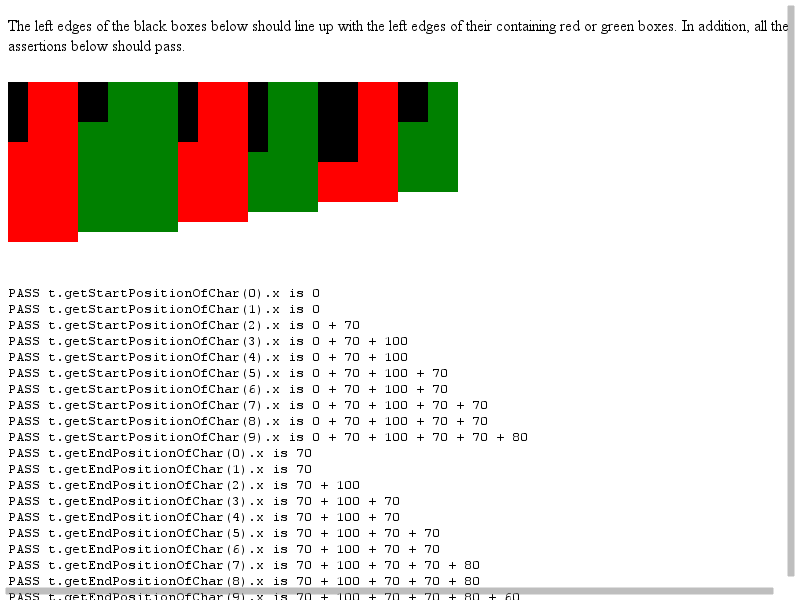 The left edges of the black boxes below should line up with the left edges of their containing red or green boxes. In addition, all the
assertions below should pass.
PASS t.getStartPositionOfChar(0).x is 0
PASS t.getStartPositionOfChar(1).x is 0
PASS t.getStartPositionOfChar(2).x is 0 + 70
PASS t.getStartPositionOfChar(3).x is 0 + 70 + 100
PASS t.getStartPositionOfChar(4).x is 0 + 70 + 100
PASS t.getStartPositionOfChar(5).x is 0 + 70 + 100 + 70
PASS t.getStartPositionOfChar(6).x is 0 + 70 + 100 + 70
PASS t.getStartPositionOfChar(7).x is 0 + 70 + 100 + 70 + 70
PASS t.getStartPositionOfChar(8).x is 0 + 70 + 100 + 70 + 70
PASS t.getStartPositionOfChar(9).x is 0 + 70 + 100 + 70 + 70 + 80
PASS t.getEndPositionOfChar(0).x is 70
PASS t.getEndPositionOfChar(1).x is 70
PASS t.getEndPositionOfChar(2).x is 70 + 100
PASS t.getEndPositionOfChar(3).x is 70 + 100 + 70
PASS t.getEndPositionOfChar(4).x is 70 + 100 + 70
PASS t.getEndPositionOfChar(5).x is 70 + 100 + 70 + 70
PASS t.getEndPositionOfChar(6).x is 70 + 100 + 70 + 70
PASS t.getEndPositionOfChar(7).x is 70 + 100 + 70 + 70 + 80
PASS t.getEndPositionOfChar(8).x is 70 + 100 + 70 + 70 + 80
PASS t.getEndPositionOfChar(9).x is 70 + 100 + 70 + 70 + 80 + 60